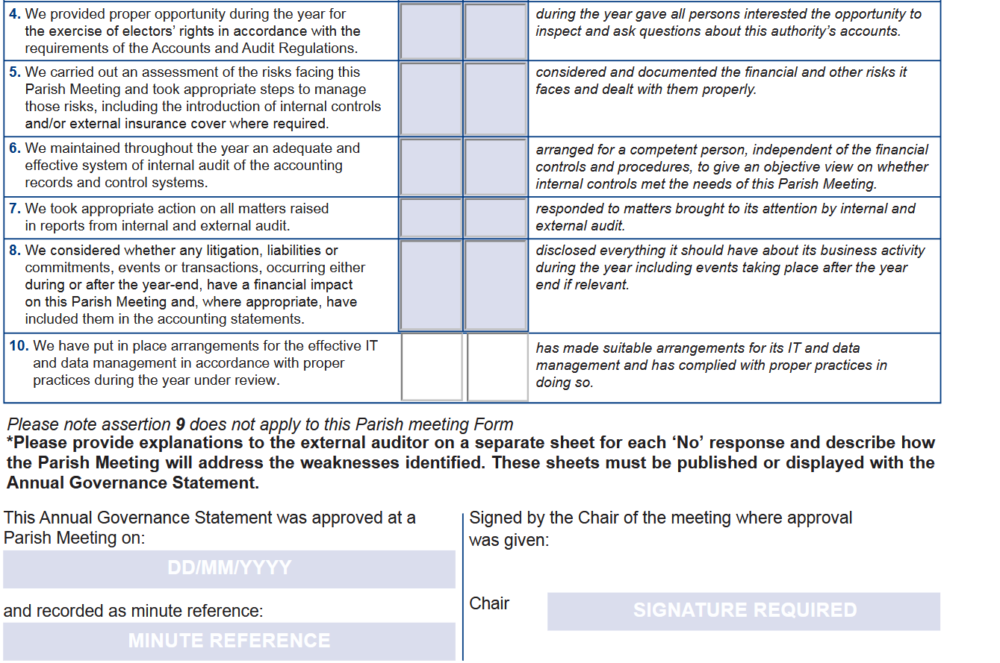 4. We provided proper opportunity during the year for
the exercise of electors’ rights in accordance with the
requirements of the Accounts and Audit Regulations.
during the year gave all persons interested the opportunity to
inspect and ask questions about this authority’s accounts.
5. We carried out an assessment of the risks facing this
Parish Meeting and took appropriate steps to manage
those risks, including the introduction of internal controls
and/or external insurance cover where required.
considered and documented the financial and other risks it
faces and dealt with them properly.
6. We maintained throughout the year an adequate and
effective system of internal audit of the accounting
records and control systems.
arranged for a competent person, independent of the financial
controls and procedures, to give an objective view on whether
internal controls met the needs of this Parish Meeting.
7. We took appropriate action on all matters raised
in reports from internal and external audit.
responded to matters brought to its attention by internal and
external audit.
8. We considered whether any litigation, liabilities or
commitments, events or transactions, occurring either
during or after the year-end, have a financial impact
on this Parish Meeting and, where appropriate, have
included them in the accounting statements.
disclosed everything it should have about its business activity
during the year including events taking place after the year
end if relevant.
10. We have put in place arrangements for the effective IT
and data management in accordance with proper
practices during the year under review.
has made suitable arrangements for its IT and data
management and has complied with proper practices in
doing so.
Please note assertion 9 does not apply to this Parish meeting Form
*Please provide explanations to the external auditor on a separate sheet for each ‘No’ response and describe how
the Parish Meeting will address the weaknesses identified. These sheets must be published or displayed with the
Annual Governance Statement.
This Annual Governance Statement was approved at a
Parish Meeting on:
DD/MM/YYYY
and recorded as minute reference:
MINUTE REFERENCE
Signed by the Chair of the meeting where approval
was given:
Chair
SIGNATURE REQUIRED